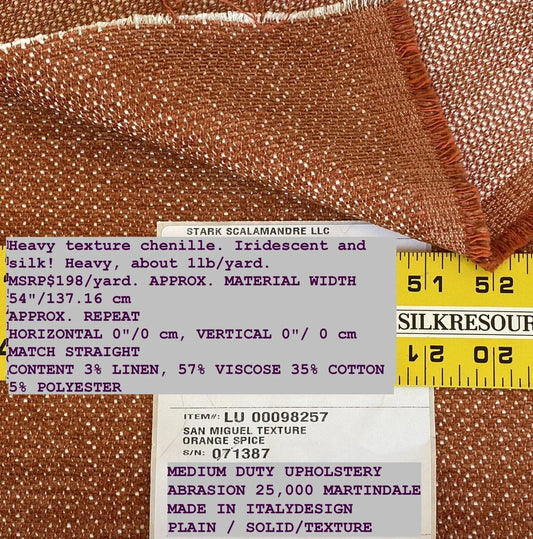 STARK SCALAMANDRE LLC
Heavy texture chenille. Iridescent and
silk! Heavy, about 1lb/yard.
MSRP$198/yard. APPROX. MATERIAL WIDTH
54"/137.16 cm
APPROX. REPEAT
HORIZONTAL 0"/0 cm, VERTICAL 0"/ 0 cm
MATCH STRAIGHT
CONTENT 3% LINEN, 57% VISCOSE 35% COTTON
5% POLYESTER
51 52
SILKRESOUR
12 20
ITEM#: LU 00098257
SAN MIGUEL TEXTURE
ORANGE SPICE
S/N: 071387
MEDIUM DUTY UPHOLSTERY
ABRASION 25,000 MARTINDALE
MADE IN ITALYDESIGN
PLAIN / SOLID/TEXTURE